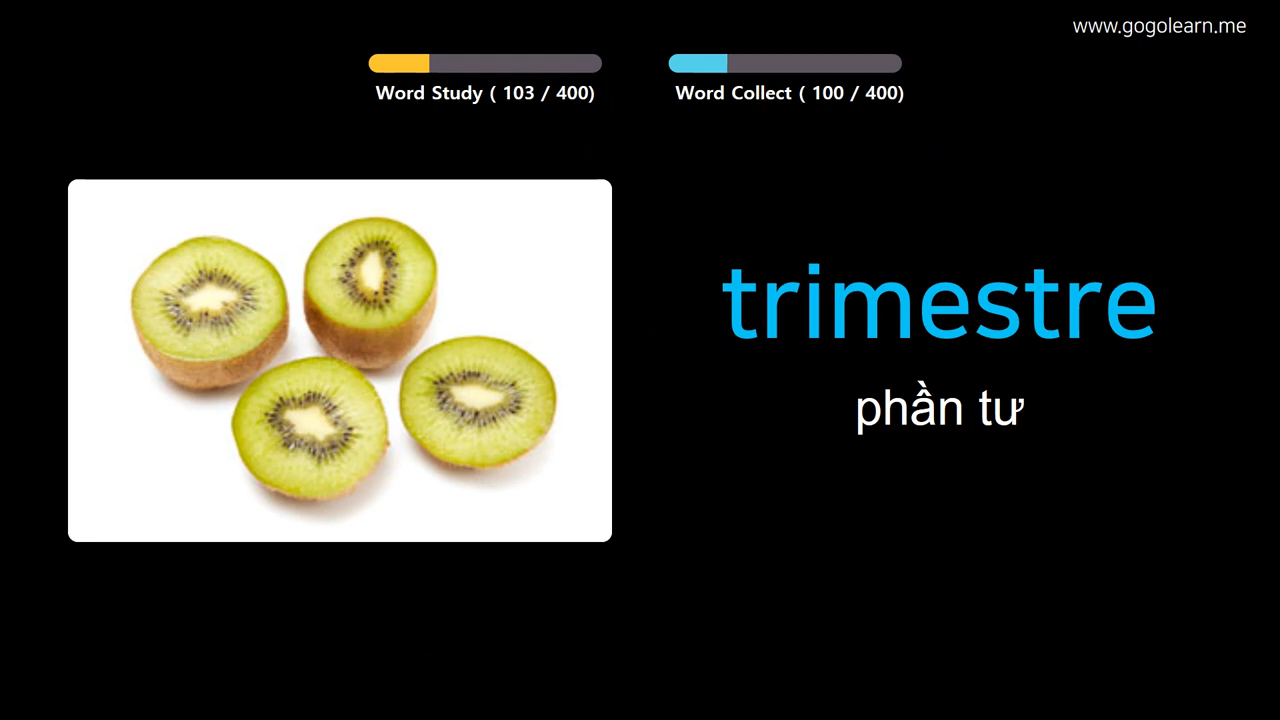 www.gogolearn.me
Word Study ( 103 / 400)
Word Collect ( 100 / 400)
trimestre
phần tư